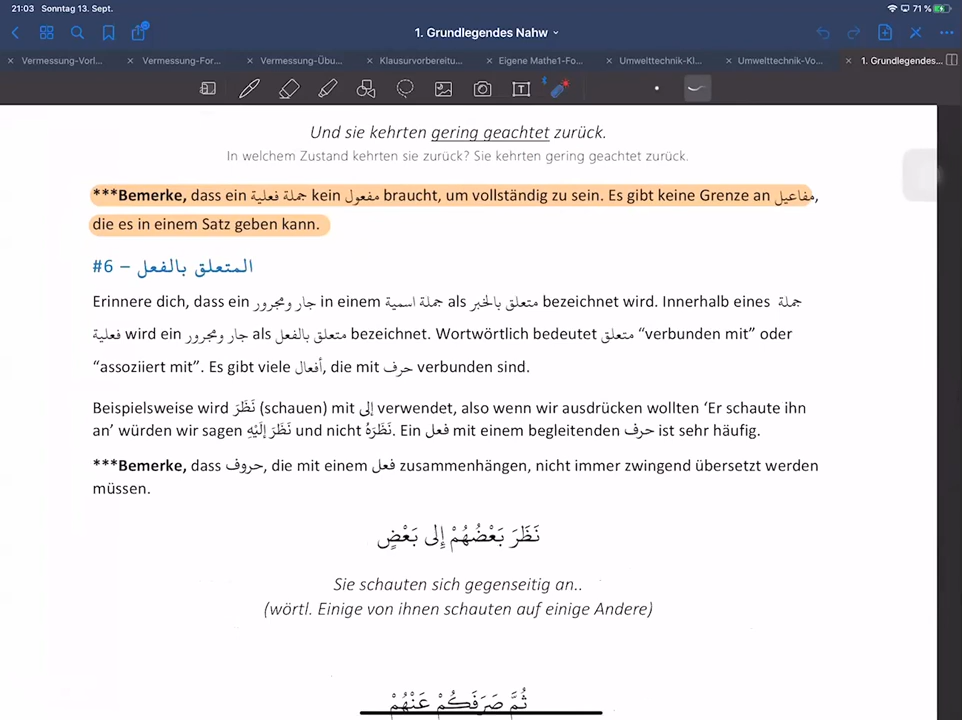 21:03 Sonntag 13. Sept. 71 %
1. Grundlegendes Nahw
Vermessung-Vorl... Vermessung-For... Vermessung-Übu... Klausurvorbereitu... Eigene Mathe1-Fo... Umwelttechnik-Kl... Umwelttechnik-Vo... 1. Grundlegendes...
Und sie kehrten gering geachtet zurück.
In welchem Zustand kehrten sie zurück? Sie kehrten gering geachtet zurück.
***Bemerke, dass ein جملة فعلية kein مفعول braucht, um vollständig zu sein. Es gibt keine Grenze an مفاعيل,
die es in einem Satz geben kann.
#6 – المتعلق بالفعل
Erinnere dich, dass ein جار ومجرور in einem جملة اسمية als متعلق بالخبر bezeichnet wird. Innerhalb eines جملة
فعلية wird ein جار ومجرور als متعلق بالفعل bezeichnet. Wortwörtlich bedeutet متعلق “verbunden mit” oder
“assoziiert mit”. Es gibt viele أفعال, die mit حرف verbunden sind.
Beispielsweise wird نَظَرَ (schauen) mit إلى verwendet, also wenn wir ausdrücken wollten ‘Er schaute ihn
an’ würden wir sagen نَظَرَ إِلَيْهِ und nicht نَظَرَهُ. Ein فعل mit einem begleitenden حرف ist sehr häufig.
***Bemerke, dass حروف, die mit einem فعل zusammenhängen, nicht immer zwingend übersetzt werden
müssen.
نَظَرَ بَعْضُهُمْ إِلى بَعْضٍ
Sie schauten sich gegenseitig an..
(wörtl. Einige von ihnen schauten auf einige Andere)
ثُمَّ صَرَفَكُمْ عَنْهُمْ